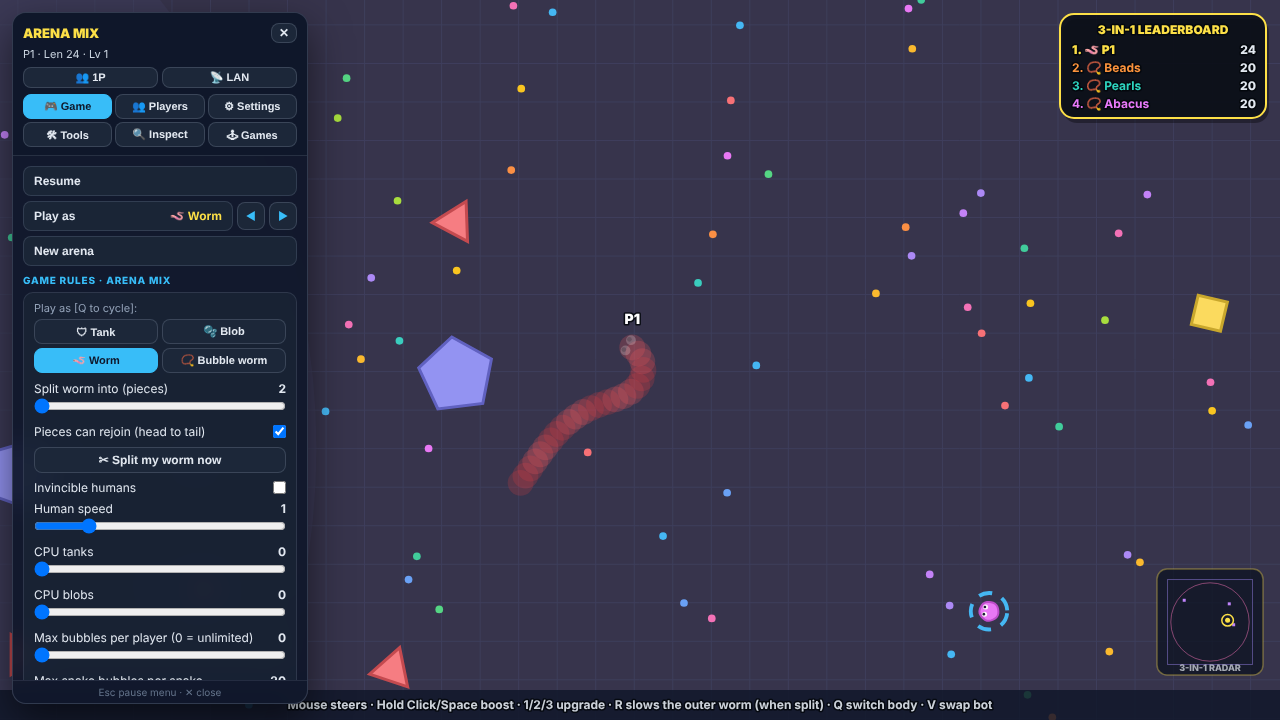 ARENA MIX
✕
P1 · Len 24 · Lv 1
👥 1P
📡 LAN
🎮 Game
👥 Players
⚙ Settings
🛠 Tools
🔍 Inspect
🕹 Games
Resume
Play as
🪱 Worm
◀
▶
New arena
GAME RULES · ARENA MIX
Play as [Q to cycle]:
🛡 Tank
🫧 Blob
🪱 Worm
📿 Bubble worm
Split worm into (pieces) 2
Pieces can rejoin (head to tail)
✂ Split my worm now
Invincible humans
Human speed 1
CPU tanks 0
CPU blobs 0
Max bubbles per player (0 = unlimited) 0
Esc pause menu · ✕ close
P1
3-IN-1 LEADERBOARD
1. 🪱 P1 24
2. 📿 Beads 20
3. 📿 Pearls 20
4. 📿 Abacus 20
3-IN-1 RADAR
Mouse steers · Hold Click/Space boost · 1/2/3 upgrade · R slows the outer worm (when split) · Q switch body · V swap bot